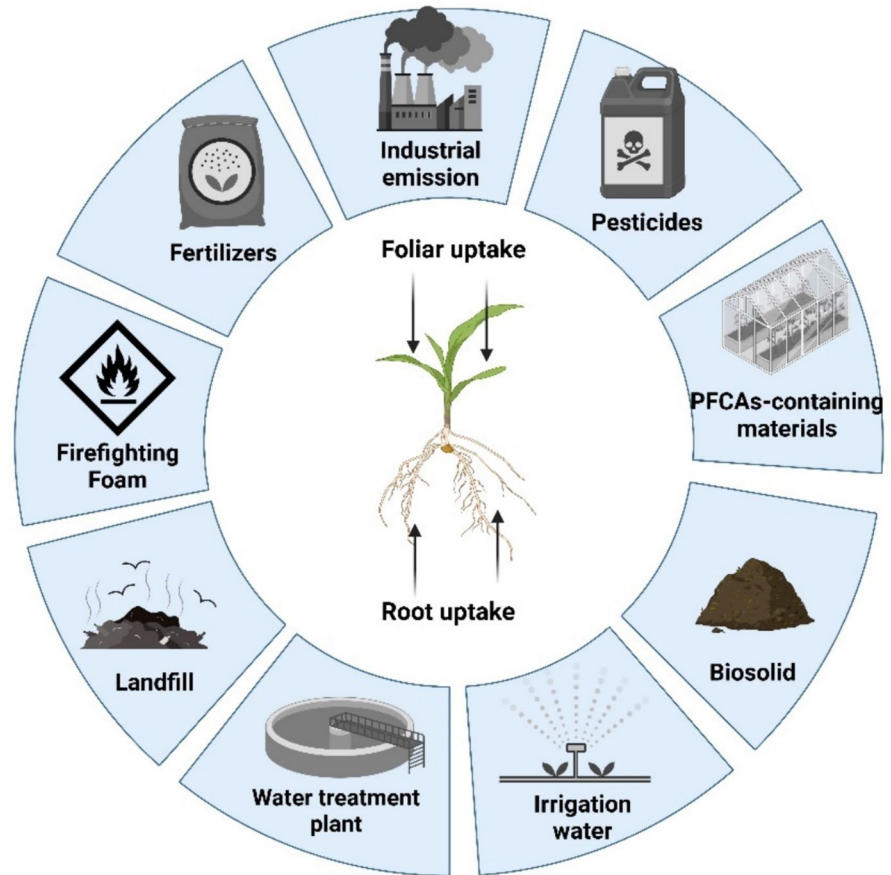 Industrial
emission
Pesticides
PFCAs-containing
materials
Biosolid
Irrigation
water
Water treatment
plant
Landfill
Firefighting
Foam
Fertilizers
Foliar uptake
Root uptake